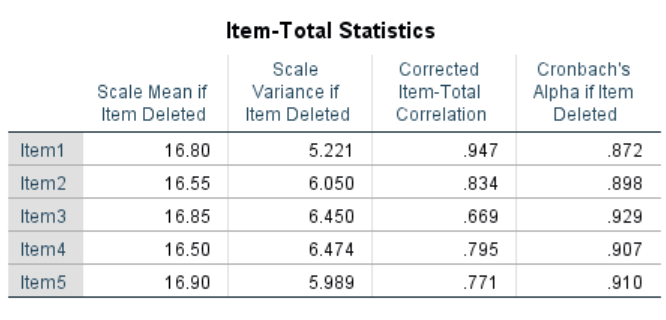 Item-Total Statistics
Scale Mean if Item Deleted Scale Variance if Item Deleted Corrected Item-Total Correlation Cronbach's Alpha if Item Deleted
Item1 16.80 5.221 .947 .872
Item2 16.55 6.050 .834 .898
Item3 16.85 6.450 .669 .929
Item4 16.50 6.474 .795 .907
Item5 16.90 5.989 .771 .910